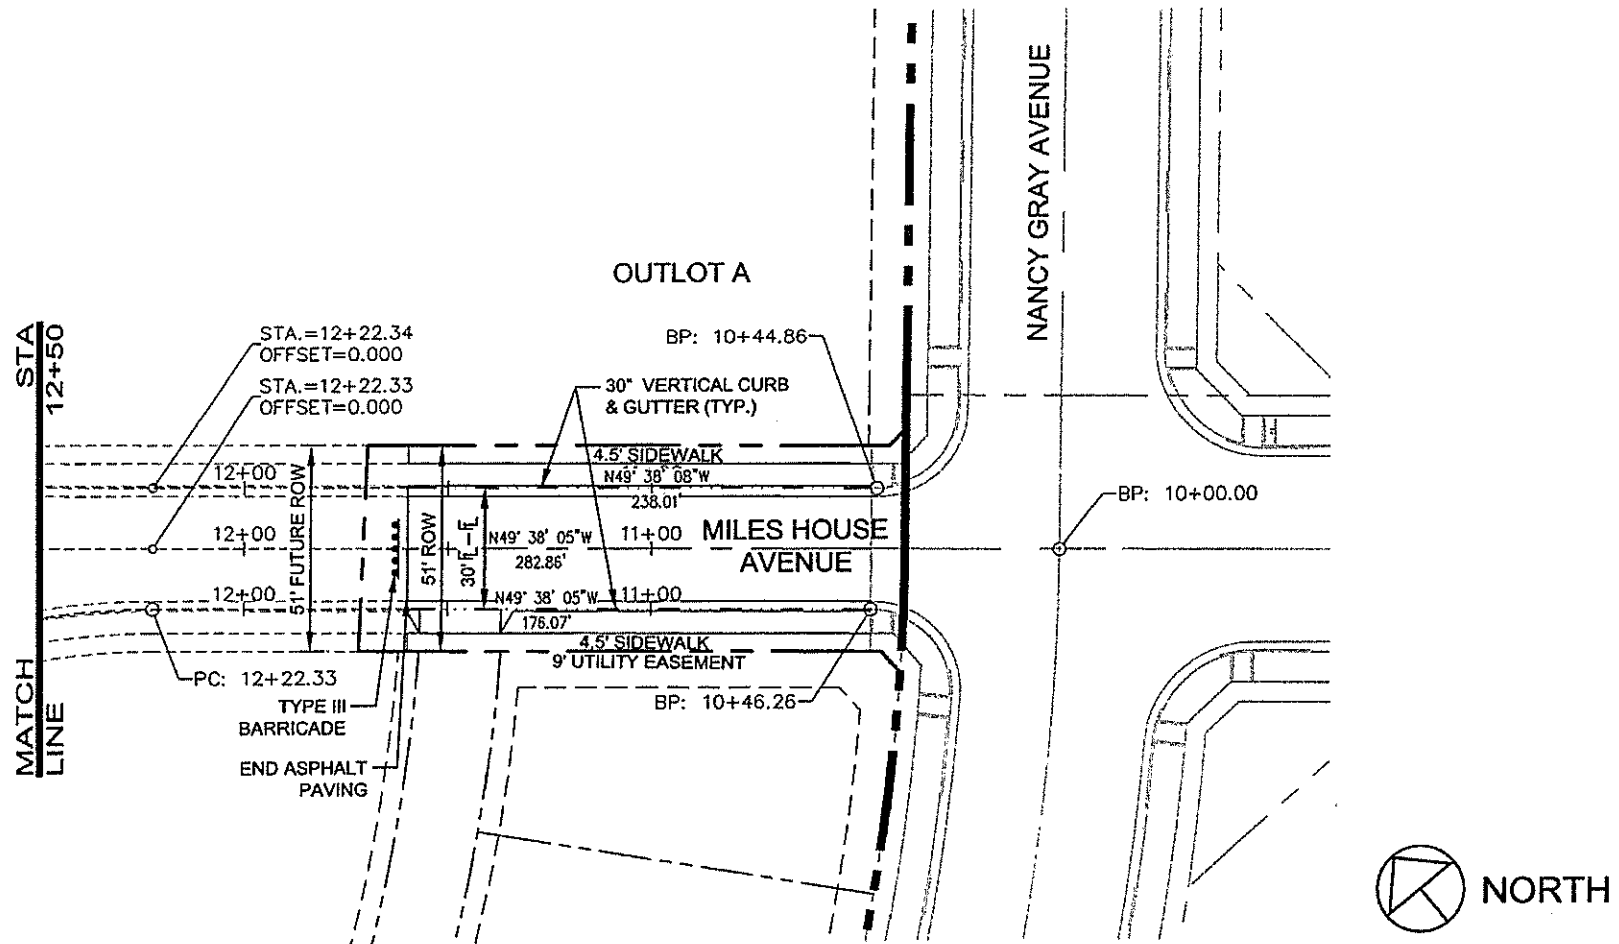 NANCY GRAY AVENUE
OUTLOT A
STA
12+50
STA.=12+22.34
OFFSET=0.000
BP: 10+44.86
STA.=12+22.33
OFFSET=0.000
30" VERTICAL CURB
& GUTTER (TYP.)
4.5' SIDEWALK
12+00
N49° 38' 08"W
238.01'
BP: 10+00.00
51' FUTURE ROW
51' ROW
30' FL-FL
12+00
N49° 38' 05"W
282.86'
11+00
MILES HOUSE
AVENUE
12+00
N49° 38' 05"W
176.07'
11+00
4.5' SIDEWALK
9' UTILITY EASEMENT
PC: 12+22.33
BP: 10+46.26
TYPE III
BARRICADE
MATCH
LINE
END ASPHALT
PAVING
NORTH